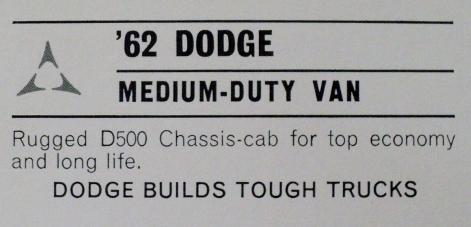 '62 DODGE
MEDIUM-DUTY VAN
Rugged D500 Chassis-cab for top economy
and long life.
DODGE BUILDS TOUGH TRUCKS